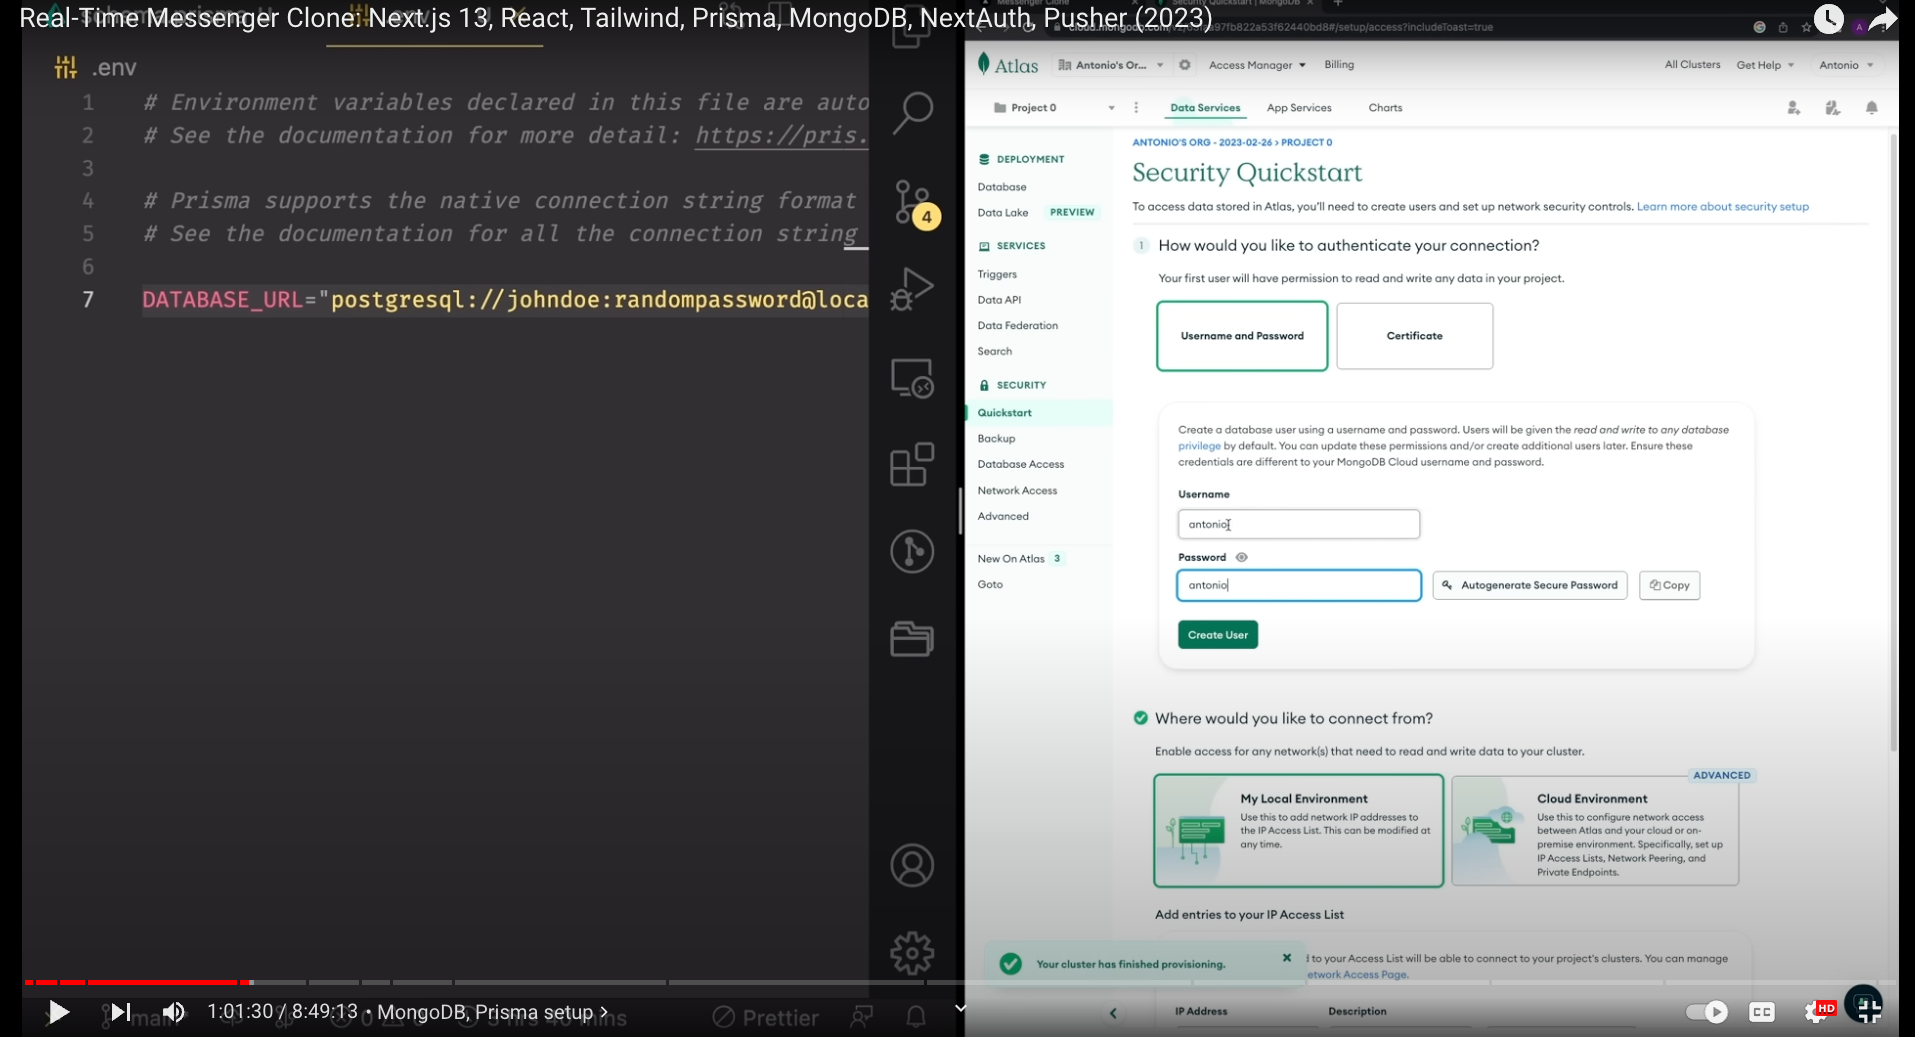 Real-Time Messenger Clone: Next.js 13, React, Tailwind, Prisma, MongoDB, NextAuth, Pusher (2023)
.env
1 # Environment variables declared in this file are auto
2 # See the documentation for more detail: https://pris.
3
4 # Prisma supports the native connection string format
5 # See the documentation for all the connection string
6
7 DATABASE_URL="postgresql://johndoe:randompassword@loca
4
Atlas
Antonio's Or...
Access Manager
Billing
All Clusters
Get Help
Antonio
Project 0
Data Services
App Services
Charts
DEPLOYMENT
Database
Data Lake PREVIEW
SERVICES
Triggers
Data API
Data Federation
Search
SECURITY
Quickstart
Backup
Database Access
Network Access
Advanced
New On Atlas 3
Goto
ANTONIO'S ORG - 2023-02-26 > PROJECT 0
Security Quickstart
To access data stored in Atlas, you'll need to create users and set up network security controls. Learn more about security setup
1 How would you like to authenticate your connection?
Your first user will have permission to read and write any data in your project.
Username and Password
Certificate
Create a database user using a username and password. Users will be given the read and write to any database
privilege by default. You can update these permissions and/or create additional users later. Ensure these
credentials are different to your MongoDB Cloud username and password.
Username
antonio
Password
antonio
Autogenerate Secure Password
Copy
Create User
Where would you like to connect from?
Enable access for any network(s) that need to read and write data to your cluster.
My Local Environment
Use this to add network IP addresses to
the IP Access List. This can be modified at
any time.
ADVANCED
Cloud Environment
Use this to configure network access
between Atlas and your cloud or on-
premise environment. Specifically, set up
IP Access Lists, Network Peering, and
Private Endpoints.
Add entries to your IP Access List
Your cluster has finished provisioning.
to your Access List will be able to connect to your project's clusters. You can manage
etwork Access Page.
IP Address
Description
1:01:30 / 8:49:13 • MongoDB, Prisma setup
main
Prettier
CC
HD